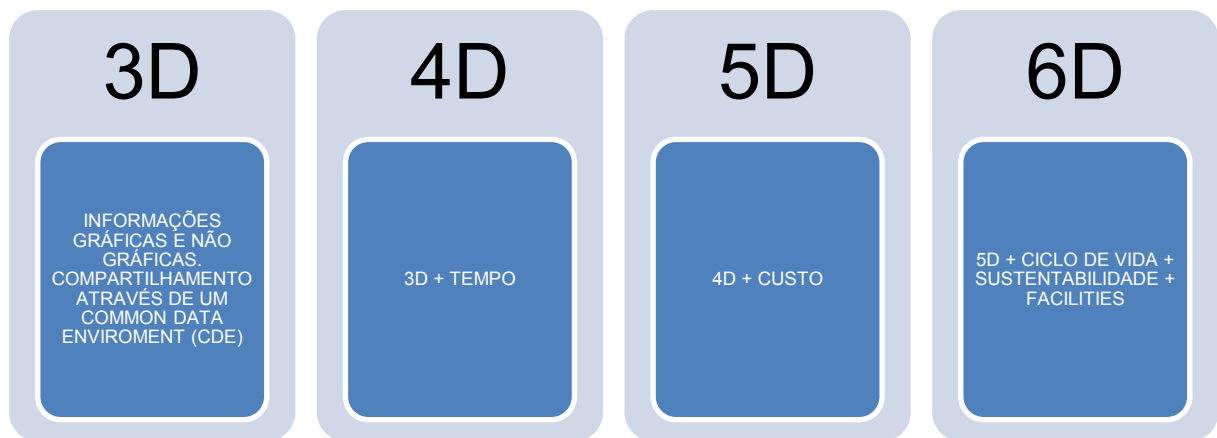 3D
INFORMAÇÕES
GRÁFICAS E NÃO
GRÁFICAS.
COMPARTILHAMENTO
ATRAVÉS DE UM
COMMON DATA
ENVIROMENT (CDE)
4D
3D + TEMPO
5D
4D + CUSTO
6D
5D + CICLO DE VIDA +
SUSTENTABILIDADE +
FACILITIES